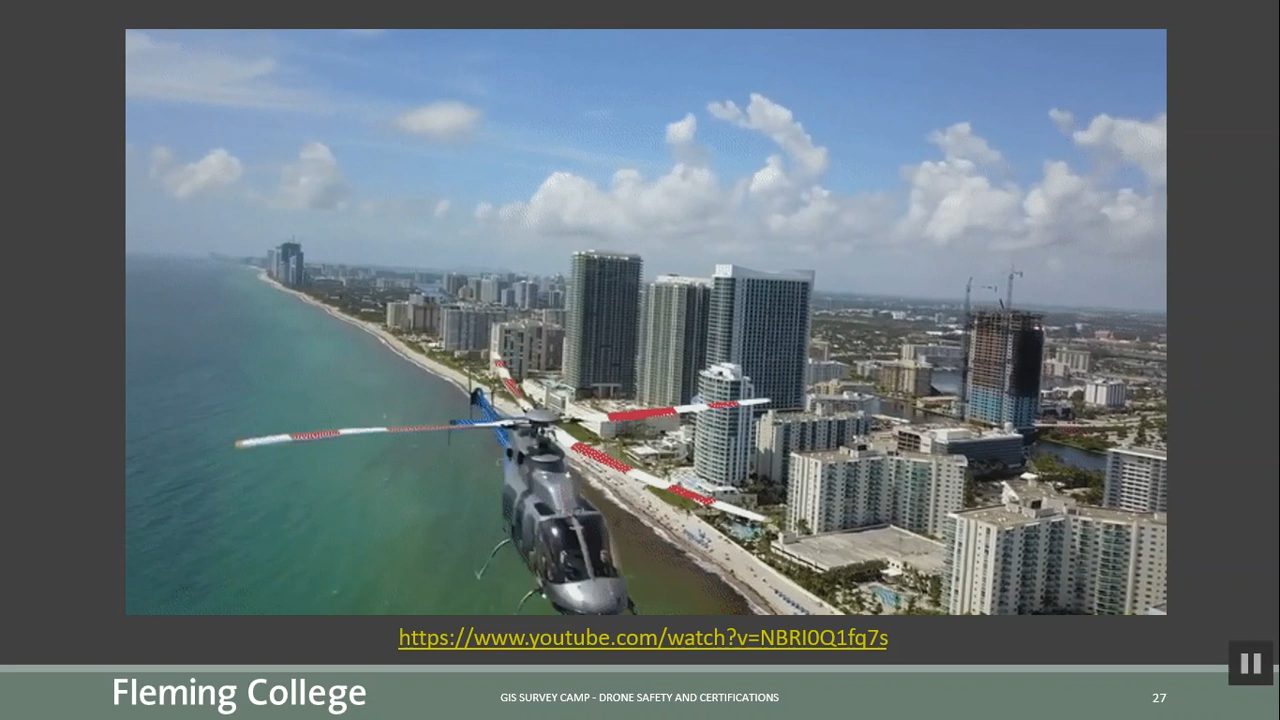 https://www.youtube.com/watch?v=NBRI0Q1fq7s
Fleming College
GIS SURVEY CAMP - DRONE SAFETY AND CERTIFICATIONS
27